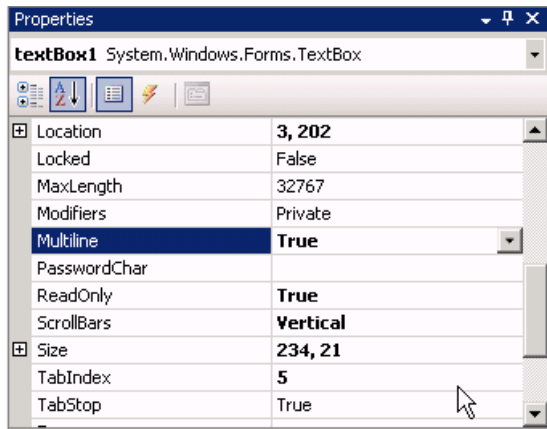 Properties
textBox1 System.Windows.Forms.TextBox
Location 3, 202
Locked False
MaxLength 32767
Modifiers Private
Multiline True
PasswordChar
ReadOnly True
ScrollBars Vertical
Size 234, 21
TabIndex 5
TabStop True